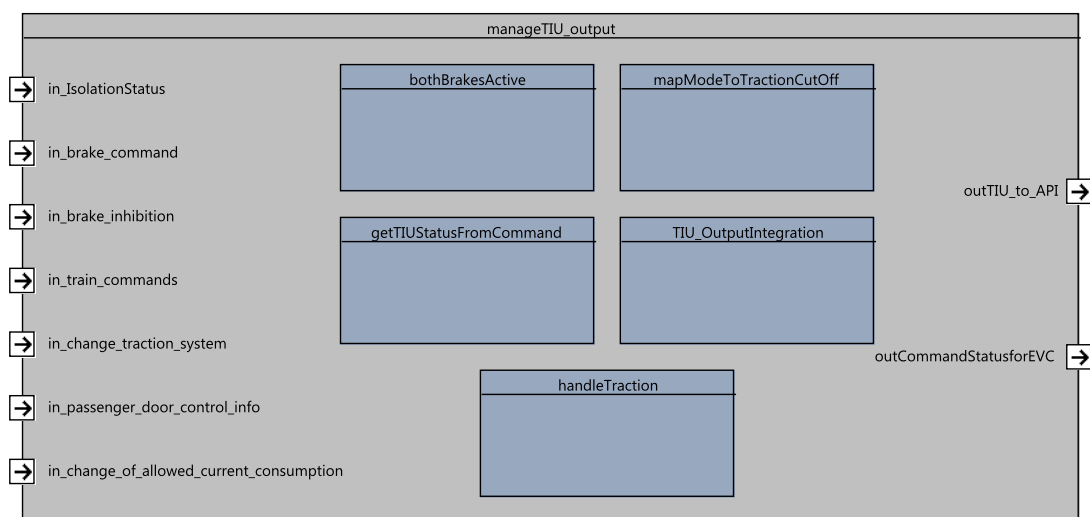 manageTIU_output
in_IsolationStatus
in_brake_command
in_brake_inhibition
in_train_commands
in_change_traction_system
in_passenger_door_control_info
in_change_of_allowed_current_consumption
bothBrakesActive
mapModeToTractionCutOff
getTIUStatusFromCommand
TIU_OutputIntegration
handleTraction
outTIU_to_API
outCommandStatusforEVC